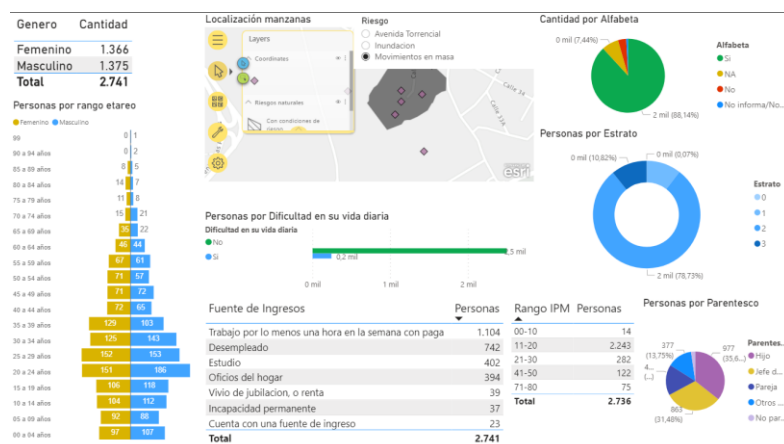 Genero Cantidad
Femenino 1.366
Masculino 1.375
Total 2.741
Personas por rango etareo
Femenino Masculino
99 0 1
90 a 94 años 0 2
85 a 89 años 8 5
80 a 84 años 14 7
75 a 79 años 11 8
70 a 74 años 15 21
65 a 69 años 35 22
60 a 64 años 46 44
55 a 59 años 67 61
50 a 54 años 71 57
45 a 49 años 71 72
40 a 44 años 72 65
35 a 39 años 129 103
30 a 34 años 125 143
25 a 29 años 152 153
20 a 24 años 151 186
15 a 19 años 106 118
10 a 14 años 104 112
05 a 09 años 92 88
00 a 04 años 97 107
Localización manzanas
Layers
Coordinates
Riesgos naturales
Con condiciones de
Calle 34
Calle 33A
esri
Riesgo
Avenida Torrencial
Inundacion
Movimientos en masa
Personas por Dificultad en su vida diaria
Dificultad en su vida diaria
No
Si
2,5 mil
0,2 mil
0 mil 1 mil 2 mil
Fuente de Ingresos Personas
Trabajo por lo menos una hora en la semana con paga 1.104
Desempleado 742
Estudio 402
Oficios del hogar 394
Vivio de jubilacion, o renta 39
Incapacidad permanente 37
Cuenta con una fuente de ingreso 23
Total 2.741
Rango IPM Personas
00-10 14
11-20 2.243
21-30 282
41-50 122
71-80 75
Total 2.736
Cantidad por Alfabeta
0 mil (7,44%)
2 mil (88,14%)
Alfabeta
Si
NA
No
No informa/No...
Personas por Estrato
0 mil (10,82%)
0 mil (0,07%)
2 mil (78,73%)
Estrato
0
1
2
3
Personas por Parentesco
377
(13,75%)
977
(35,6...)
4...
(...)
863
(31,48%)
Parentes...
Hijo
Jefe d...
Pareja
Otros ...
No par...